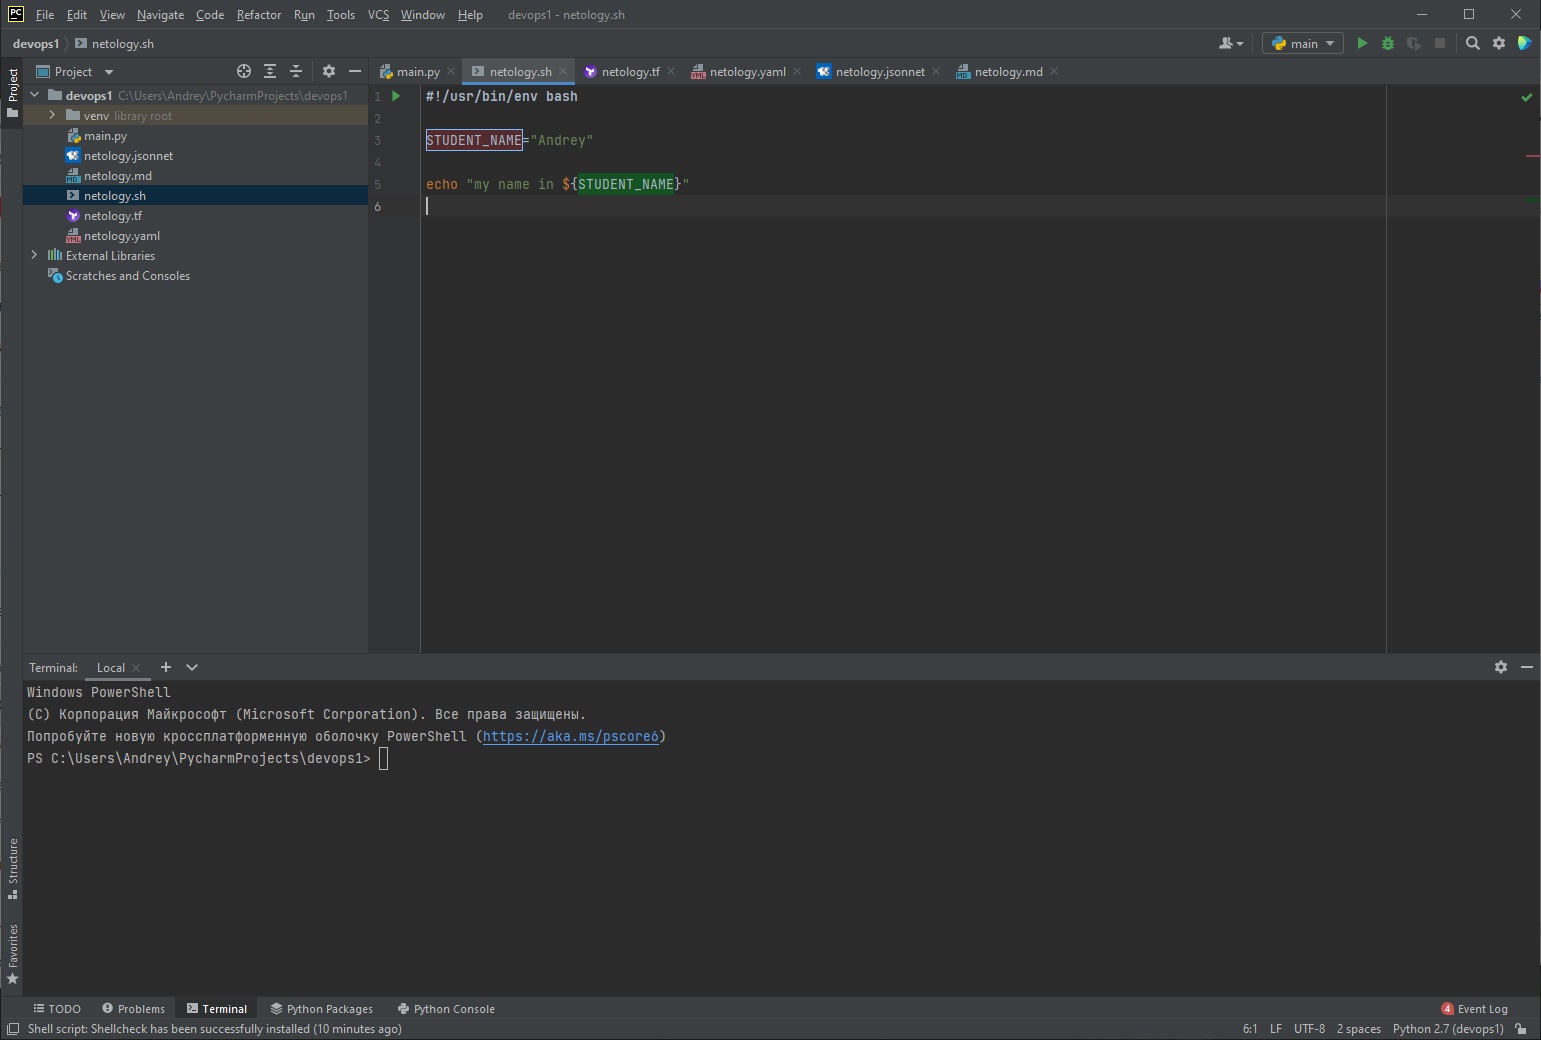 PC File Edit View Navigate Code Refactor Run Tools VCS Window Help devops1 - netology.sh
devops1 netology.sh main
Project Project main.py netology.sh netology.tf netology.yaml netology.jsonnet netology.md
devops1 C:\Users\Andrey\PycharmProjects\devops1
venv library root
main.py
netology.jsonnet
netology.md
netology.sh
netology.tf
netology.yaml
External Libraries
Scratches and Consoles
1 #!/usr/bin/env bash
2
3 STUDENT_NAME="Andrey"
4
5 echo "my name in ${STUDENT_NAME}"
6
Terminal: Local
Windows PowerShell
(C) Корпорация Майкрософт (Microsoft Corporation). Все права защищены.
Попробуйте новую кроссплатформенную оболочку PowerShell (https://aka.ms/pscore6)
PS C:\Users\Andrey\PycharmProjects\devops1>
Structure
Favorites
TODO Problems Terminal Python Packages Python Console 4 Event Log
Shell script: Shellcheck has been successfully installed (10 minutes ago) 6:1 LF UTF-8 2 spaces Python 2.7 (devops1)